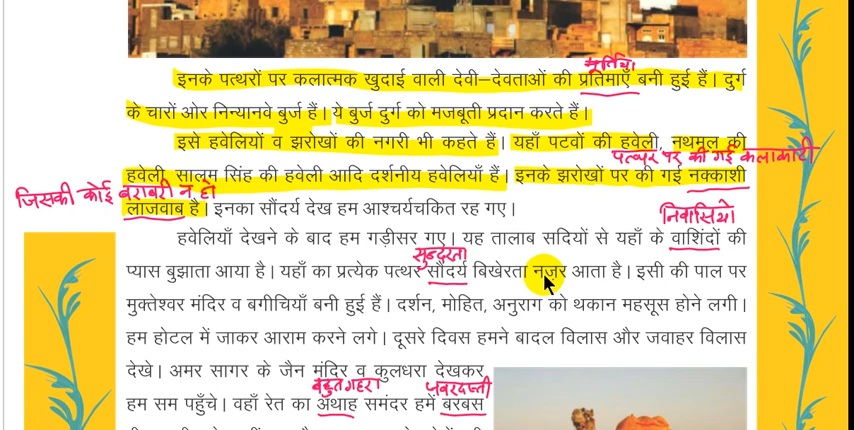 मूर्तियां
इनके पत्थरों पर कलात्मक खुदाई वाली देवी–देवताओं की प्रतिमाएँ बनी हुई हैं। दुर्ग
के चारों ओर निन्यानवे बुर्ज हैं। ये बुर्ज दुर्ग को मजबूती प्रदान करते हैं।
इसे हवेलियों व झरोखों की नगरी भी कहते हैं। यहाँ पटवों की हवेली, नथमल की
पत्थर पर की गई कलाकारी
हवेली, सालम सिंह की हवेली आदि दर्शनीय हवेलियाँ हैं। इनके झरोखों पर की गई नक्काशी
जिसकी कोई बराबरी न हो
लाजवाब है। इनका सौंदर्य देख हम आश्चर्यचकित रह गए।
निवासियो
हवेलियाँ देखने के बाद हम गड़ीसर गए। यह तालाब सदियों से यहाँ के वाशिंदों की
सुन्दरता
प्यास बुझाता आया है। यहाँ का प्रत्येक पत्थर सौंदर्य बिखेरता नज़र आता है। इसी की पाल पर
मुक्तेश्वर मंदिर व बगीचियाँ बनी हुई हैं। दर्शन, मोहित, अनुराग को थकान महसूस होने लगी।
हम होटल में जाकर आराम करने लगे। दूसरे दिवस हमने बादल विलास और जवाहर विलास
देखे। अमर सागर के जैन मंदिर व कुलधरा देखकर
बहुत गहरा जबरदस्ती
हम सम पहुँचे। वहाँ रेत का अथाह समंदर हमें बरबस